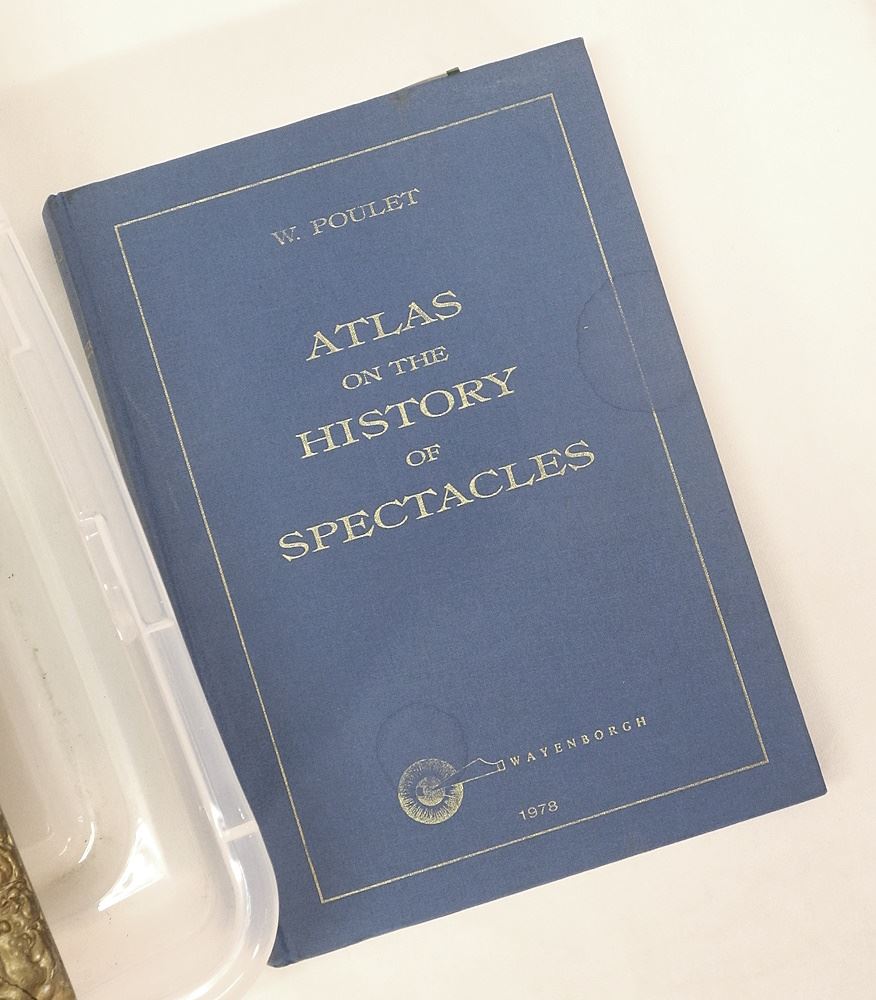 W. POULET
ATLAS
ON THE
HISTORY
OF
SPECTACLES
WAYENBORGH
1978